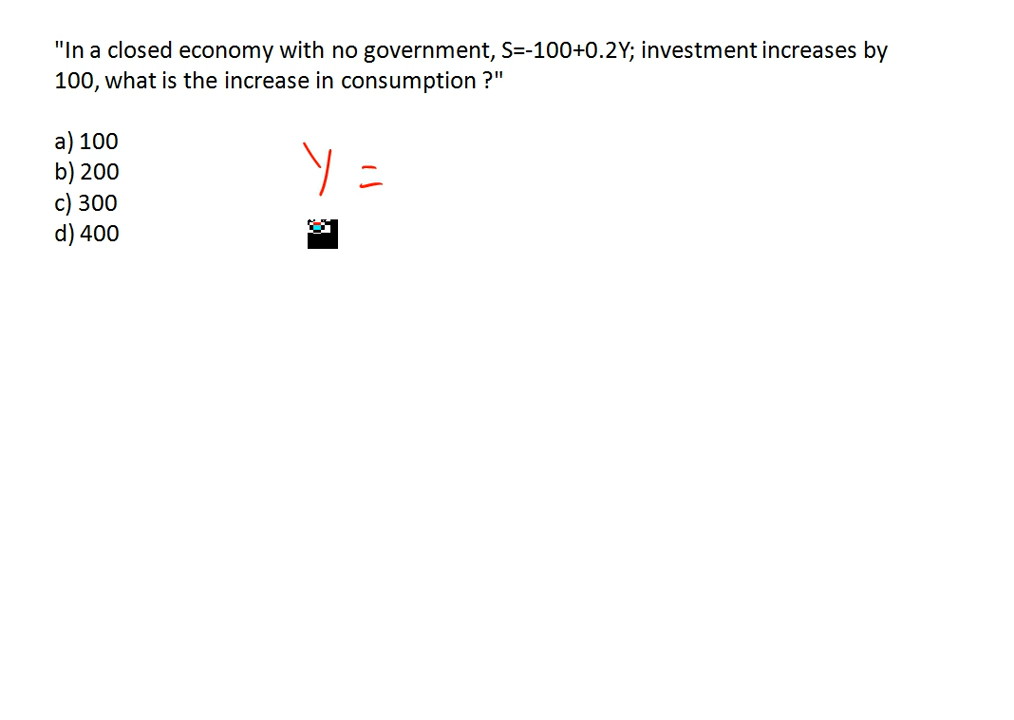 "In a closed economy with no government, S=-100+0.2Y; investment increases by
100, what is the increase in consumption ?"
a) 100
b) 200
c) 300
d) 400
Y =